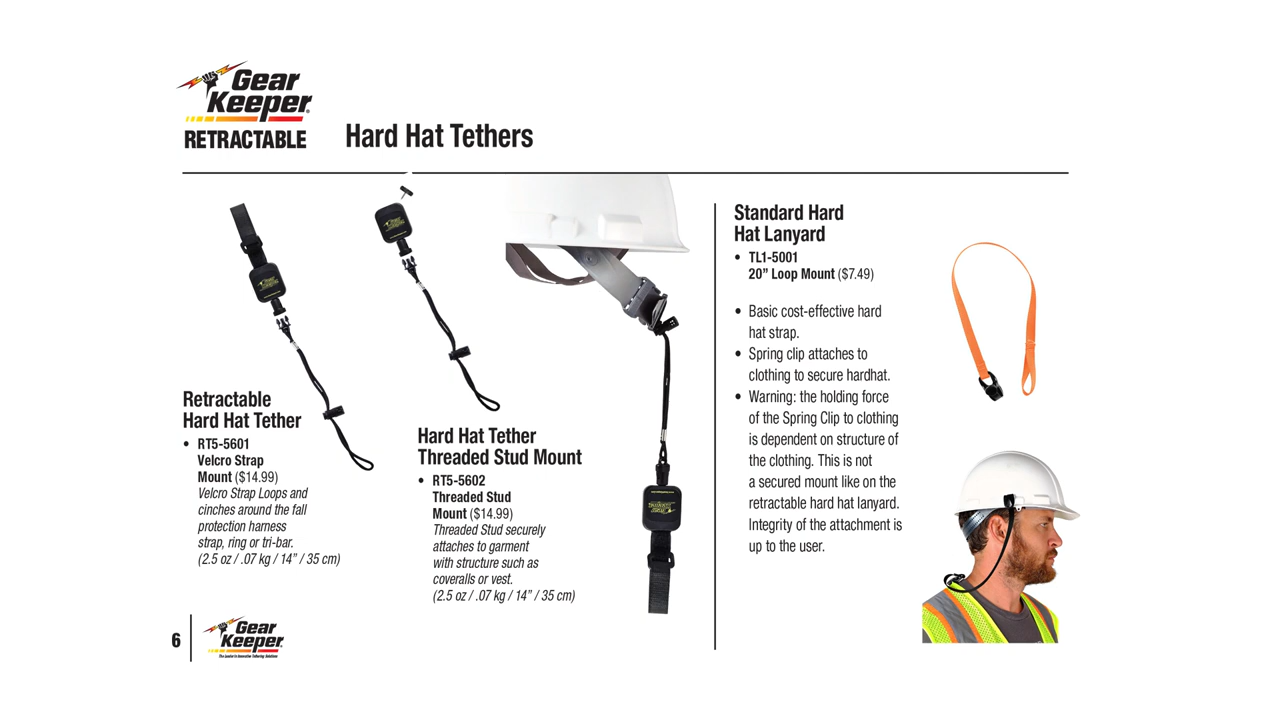 Gear
Keeper®
RETRACTABLE
Hard Hat Tethers
Retractable
Hard Hat Tether
• RT5-5601
Velcro Strap
Mount ($14.99)
Velcro Strap Loops and
cinches around the fall
protection harness
strap, ring or tri-bar.
(2.5 oz / .07 kg / 14” / 35 cm)
Hard Hat Tether
Threaded Stud Mount
• RT5-5602
Threaded Stud
Mount ($14.99)
Threaded Stud securely
attaches to garment
with structure such as
coveralls or vest.
(2.5 oz / .07 kg / 14” / 35 cm)
Standard Hard
Hat Lanyard
• TL1-5001
20” Loop Mount ($7.49)
• Basic cost-effective hard
hat strap.
• Spring clip attaches to
clothing to secure hardhat.
• Warning: the holding force
of the Spring Clip to clothing
is dependent on structure of
the clothing. This is not
a secured mount like on the
retractable hard hat lanyard.
Integrity of the attachment is
up to the user.
6
Gear
Keeper®
The Leader in Innovative Tethering Solutions